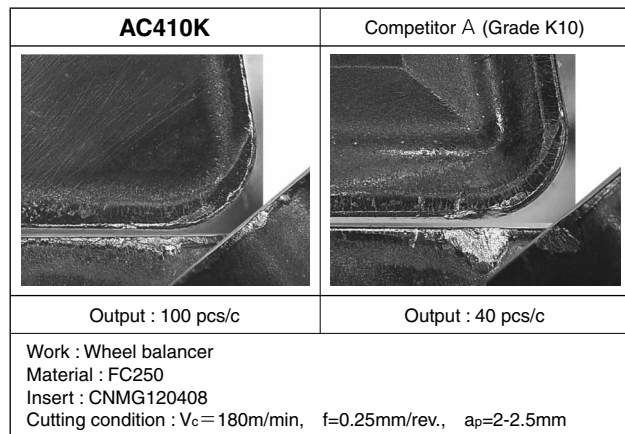 AC410K
Competitor A (Grade K10)
Output : 100 pcs/c
Output : 40 pcs/c
Work : Wheel balancer
Material : FC250
Insert : CNMG120408
Cutting condition : Vc＝180m/min, f=0.25mm/rev., ap=2-2.5mm